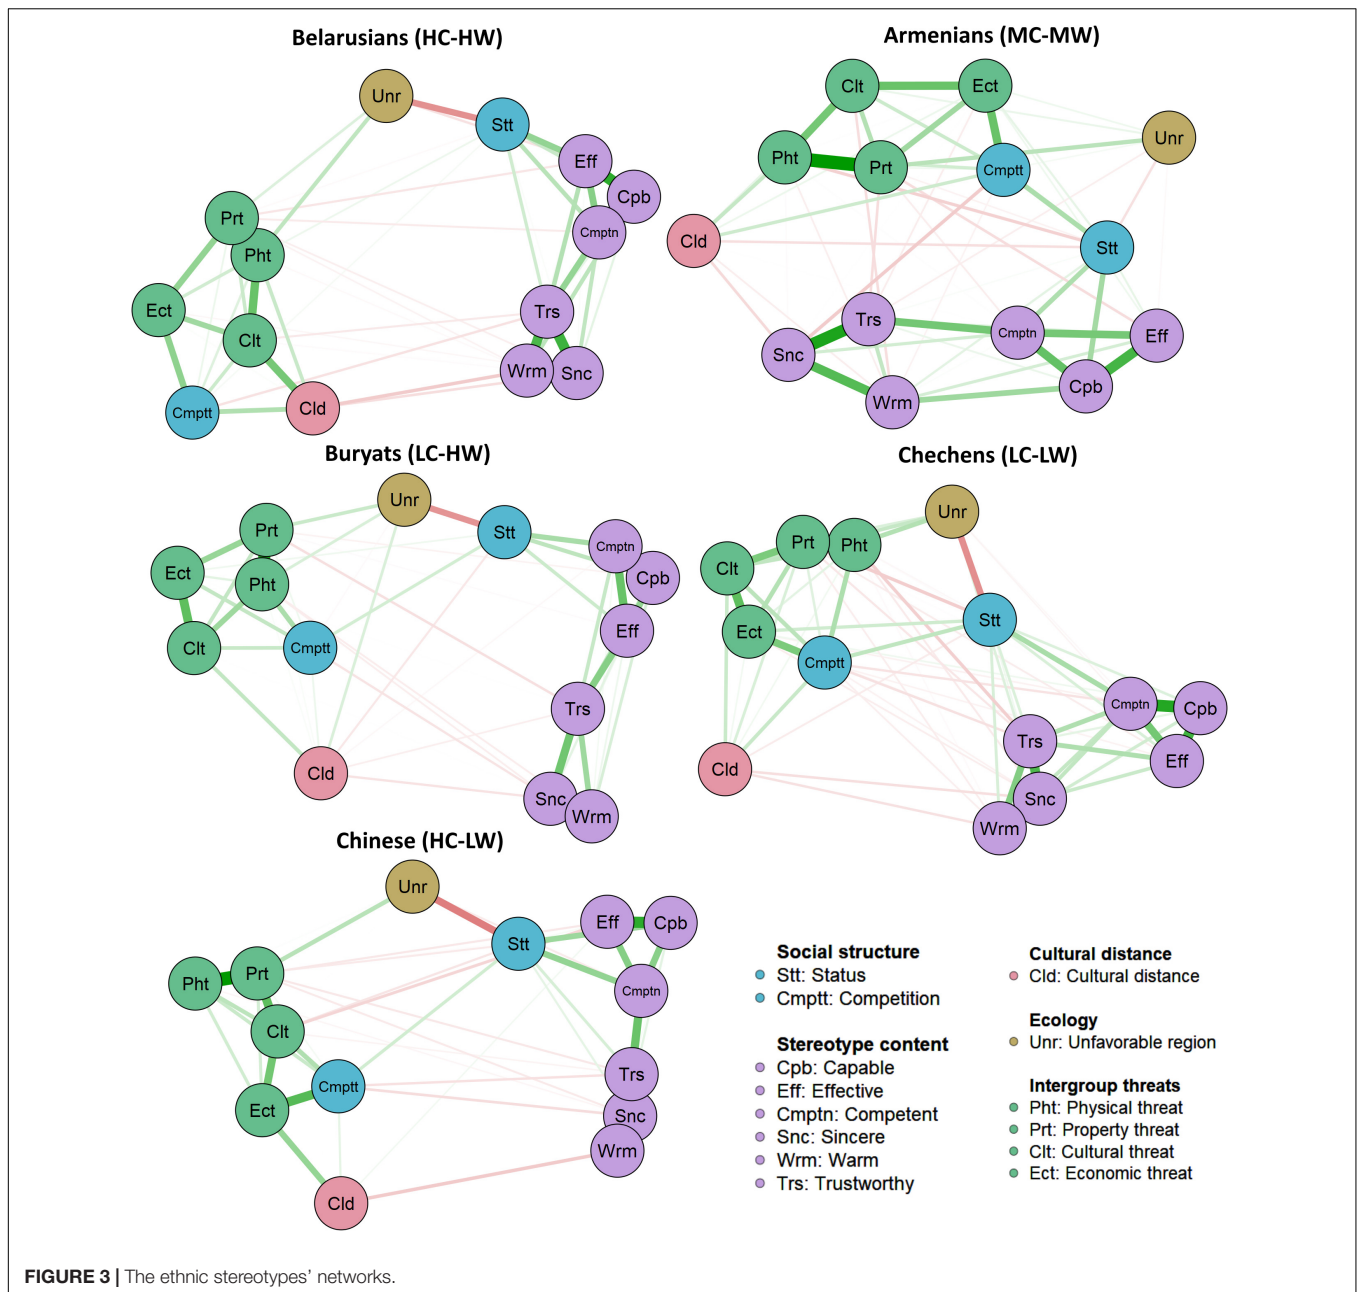 Belarusians (HC-HW)
Unr
Stt
Eff
Cpb
Cmptn
Prt
Pht
Ect
Clt
Trs
Wrm
Snc
Cmptt
Cld
Armenians (MC-MW)
Clt
Ect
Unr
Pht
Prt
Cmptt
Cld
Stt
Trs
Cmptn
Eff
Snc
Cpb
Wrm
Buryats (LC-HW)
Unr
Prt
Stt
Cmptn
Ect
Pht
Cpb
Eff
Clt
Cmptt
Trs
Cld
Snc
Wrm
Chechens (LC-LW)
Unr
Prt
Pht
Clt
Ect
Stt
Cmptt
Cmptn
Cpb
Trs
Eff
Cld
Snc
Wrm
Chinese (HC-LW)
Unr
Eff
Cpb
Stt
Pht
Prt
Cmptn
Clt
Trs
Cmptt
Ect
Snc
Wrm
Cld
Social structure
Stt: Status
Cmptt: Competition
Stereotype content
Cpb: Capable
Eff: Effective
Cmptn: Competent
Snc: Sincere
Wrm: Warm
Trs: Trustworthy
Cultural distance
Cld: Cultural distance
Ecology
Unr: Unfavorable region
Intergroup threats
Pht: Physical threat
Prt: Property threat
Clt: Cultural threat
Ect: Economic threat
FIGURE 3 | The ethnic stereotypes' networks.